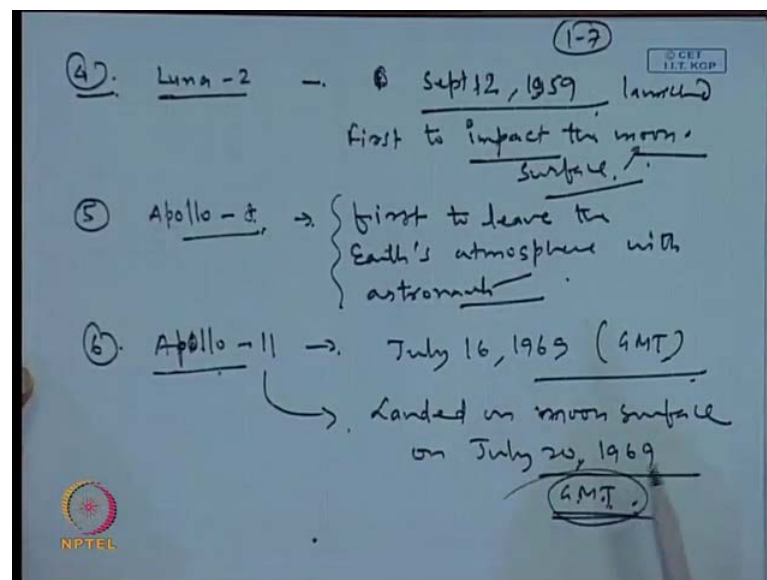 1-7
© CET
I.I.T. KGP
4). Luna-2 – Sept 12, 1959 launched
first to impact the moon.
surface.
5 Apollo - → first to leave the
Earth's atmosphere with
astronaut
6. Apollo-11 → July 16, 1969 (GMT)
→ Landed on moon surface
on July 20, 1969
G.M.T.
NPTEL